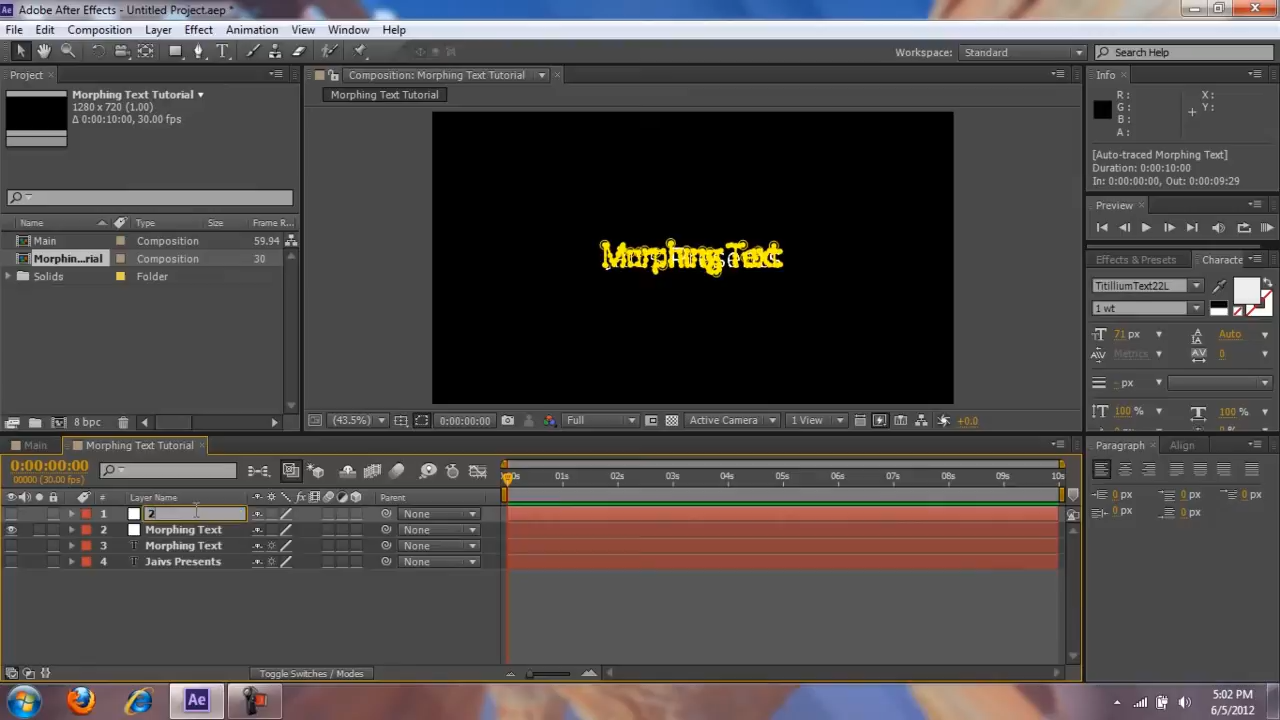 Adobe After Effects - Untitled Project.aep *
File Edit Composition Layer Effect Animation View Window Help
Workspace: Standard Search Help
Project
Composition: Morphing Text Tutorial
Info
Morphing Text Tutorial
1280 x 720 (1.00)
Δ 0:00:10:00, 30.00 fps
Morphing Text Tutorial
R :
G :
B :
A :
X :
Y :
[Auto-traced Morphing Text]
Duration: 0:00:10:00
In: 0:00:00:00, Out: 0:00:09:29
Preview
Name Type Size Frame R...
Main Composition 59.94
Morphin...rial Composition 30
Solids Folder
Morphing Text
Effects & Presets Characte
TitilliumText22L
1 wt
71 px Auto
Metrics 0
- px
100 % 100 %
8 bpc
(43.5%) 0:00:00:00 Full Active Camera 1 View +0.0
Main Morphing Text Tutorial
Paragraph Align
0:00:00:00
00000 (30.00 fps)
01s 02s 03s 04s 05s 06s 07s 08s 09s 10s
# Layer Name Parent
1 2 None
2 Morphing Text None
3 Morphing Text None
4 Jaivs Presents None
0 px 0 px 0 px
0 px 0 px
Toggle Switches / Modes
Ae
5:02 PM
6/5/2012